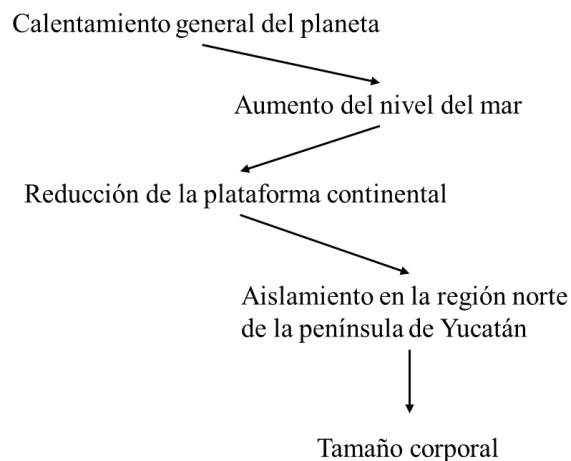 Calentamiento general del planeta
Aumento del nivel del mar
Reducción de la plataforma continental
Aislamiento en la región norte
de la península de Yucatán
Tamaño corporal